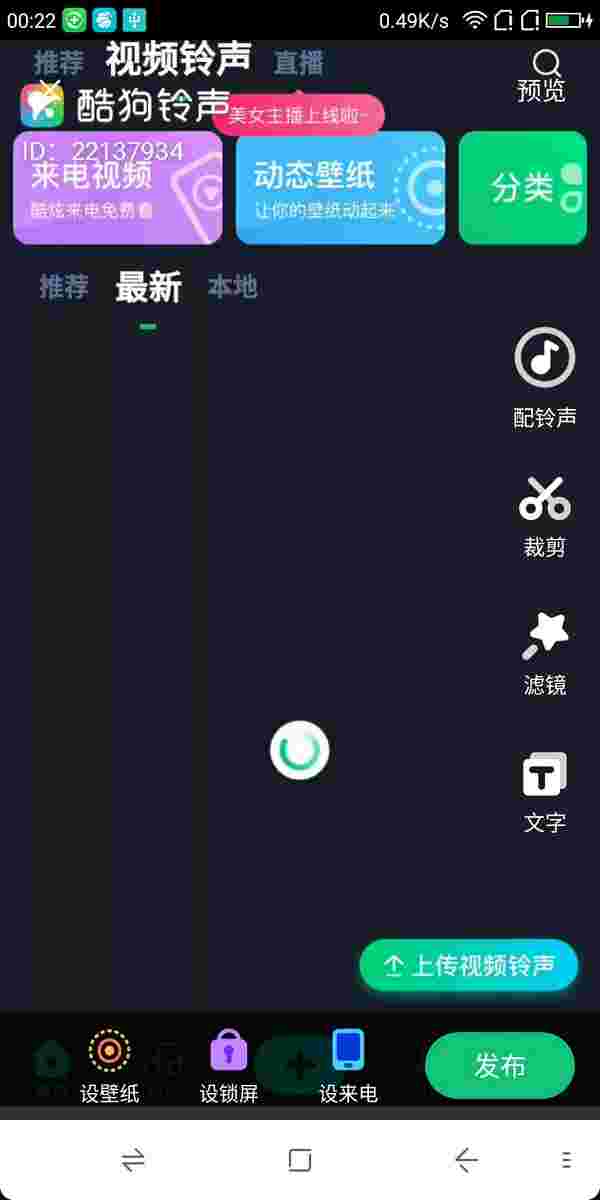 00:22
0.49K/s
推荐 视频铃声 直播
预览
酷狗铃声
美女主播上线啦~
ID：22137934
来电视频
酷炫来电免费看
动态壁纸
让你的壁纸动起来
分类
推荐 最新 本地
配铃声
裁剪
滤镜
T
文字
上传视频铃声
设壁纸
设锁屏
设来电
发布